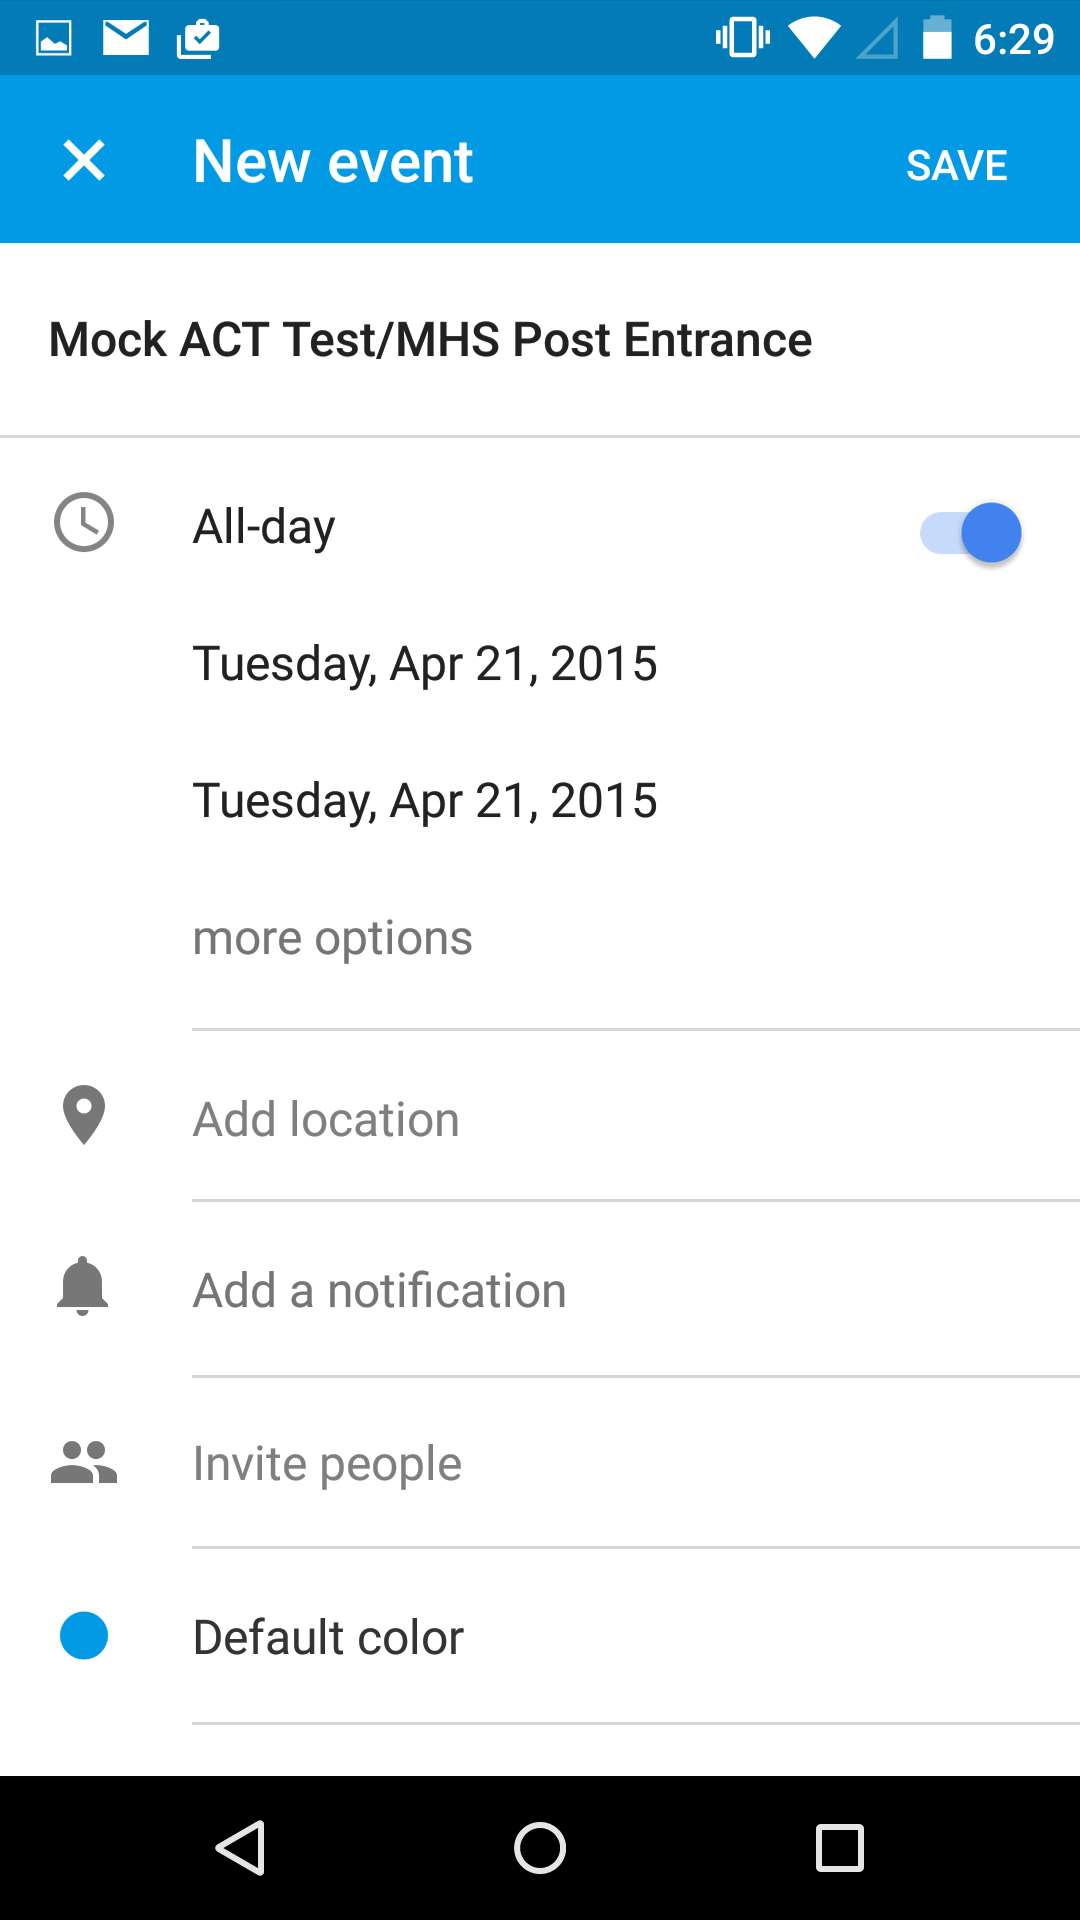 6:29
New event
SAVE
Mock ACT Test/MHS Post Entrance
All-day
Tuesday, Apr 21, 2015
Tuesday, Apr 21, 2015
more options
Add location
Add a notification
Invite people
Default color